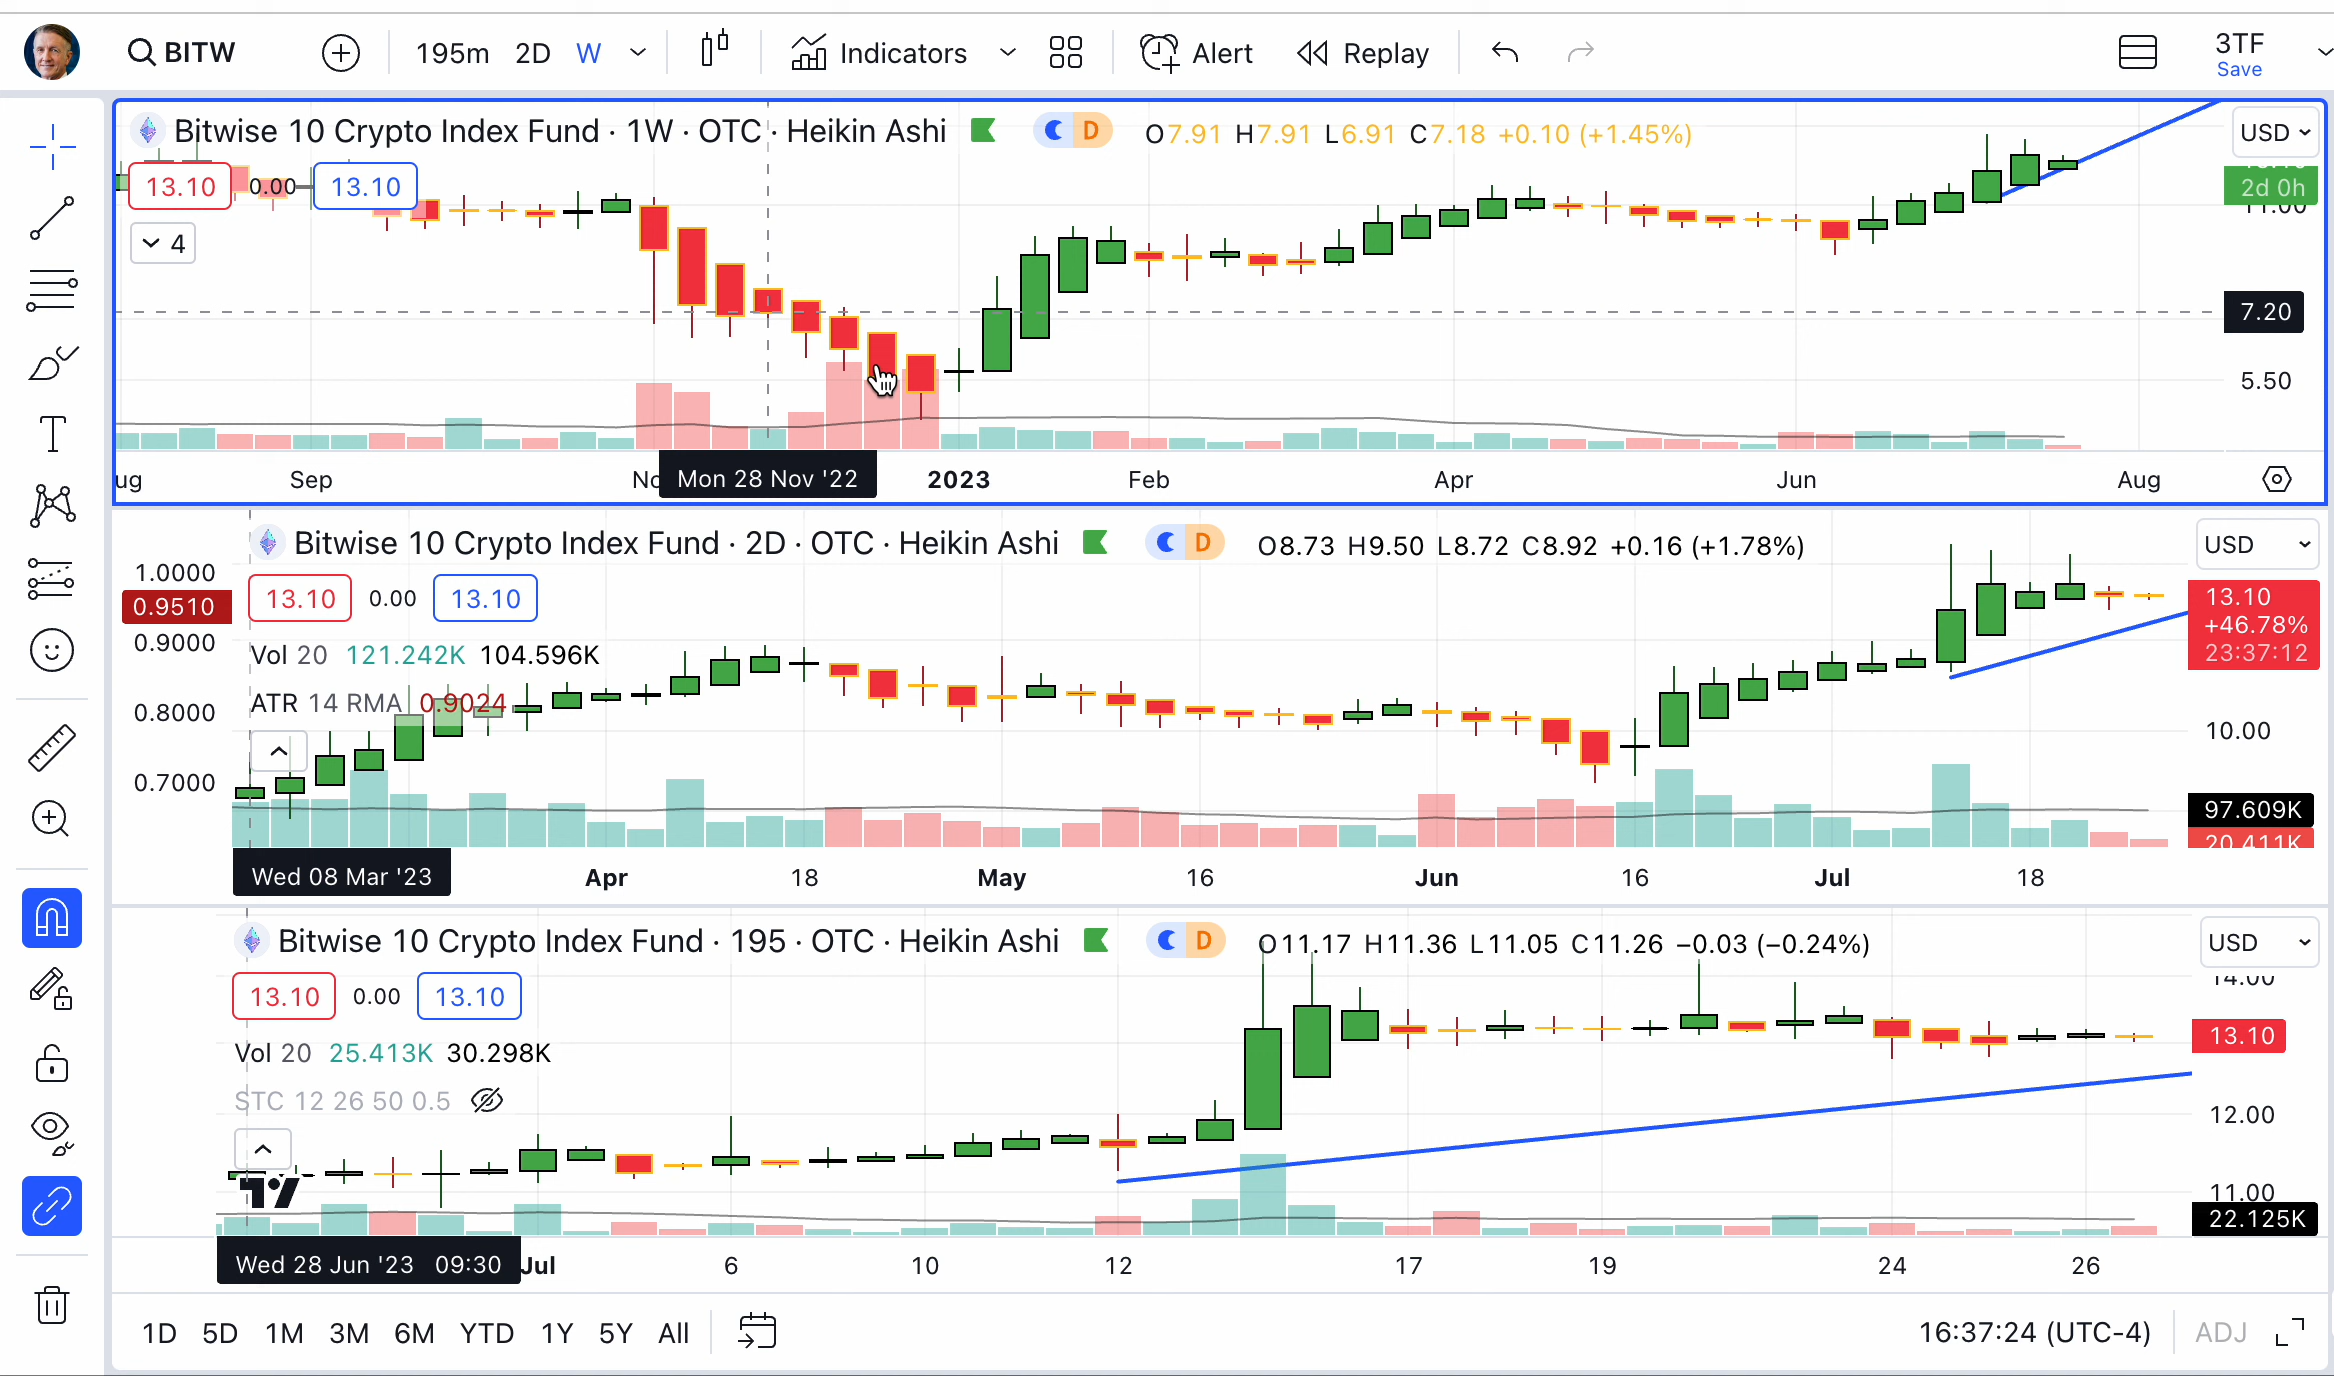 BITW 195m 2D W Indicators Alert Replay 3TF
Save
Bitwise 10 Crypto Index Fund · 1W · OTC · Heikin Ashi D O7.91 H7.91 L6.91 C7.18 +0.10 (+1.45%) USD
13.10 0.00 13.10 2d 0h
11.00
4
7.20
5.50
ug Sep Mon 28 Nov '22 2023 Feb Apr Jun Aug
Bitwise 10 Crypto Index Fund · 2D · OTC · Heikin Ashi D O8.73 H9.50 L8.72 C8.92 +0.16 (+1.78%) USD
1.0000
0.9510 13.10 0.00 13.10 13.10
+46.78%
0.9000 Vol 20 121.242K 104.596K 23:37:12
0.8000 ATR 14 RMA 0.9024 10.00
0.7000
97.609K
20.411K
Wed 08 Mar '23 Apr 18 May 16 Jun 16 Jul 18
Bitwise 10 Crypto Index Fund · 195 · OTC · Heikin Ashi D O11.17 H11.36 L11.05 C11.26 −0.03 (−0.24%) USD
14.00
13.10 0.00 13.10
13.10
Vol 20 25.413K 30.298K
STC 12 26 50 0.5 12.00
11.00
22.125K
Wed 28 Jun '23 09:30 Jul 6 10 12 17 19 24 26
1D 5D 1M 3M 6M YTD 1Y 5Y All 16:37:24 (UTC-4) ADJ